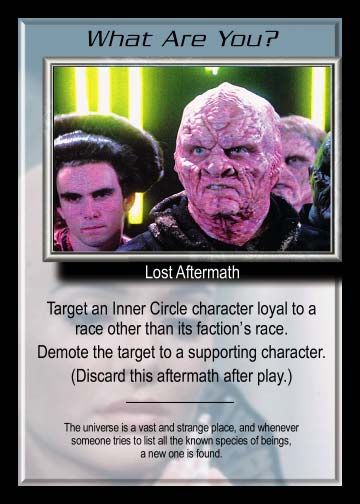 What Are You?
Lost Aftermath
Target an Inner Circle character loyal to a
race other than its faction's race.
Demote the target to a supporting character.
(Discard this aftermath after play.)
The universe is a vast and strange place, and whenever
someone tries to list all the known species of beings,
a new one is found.